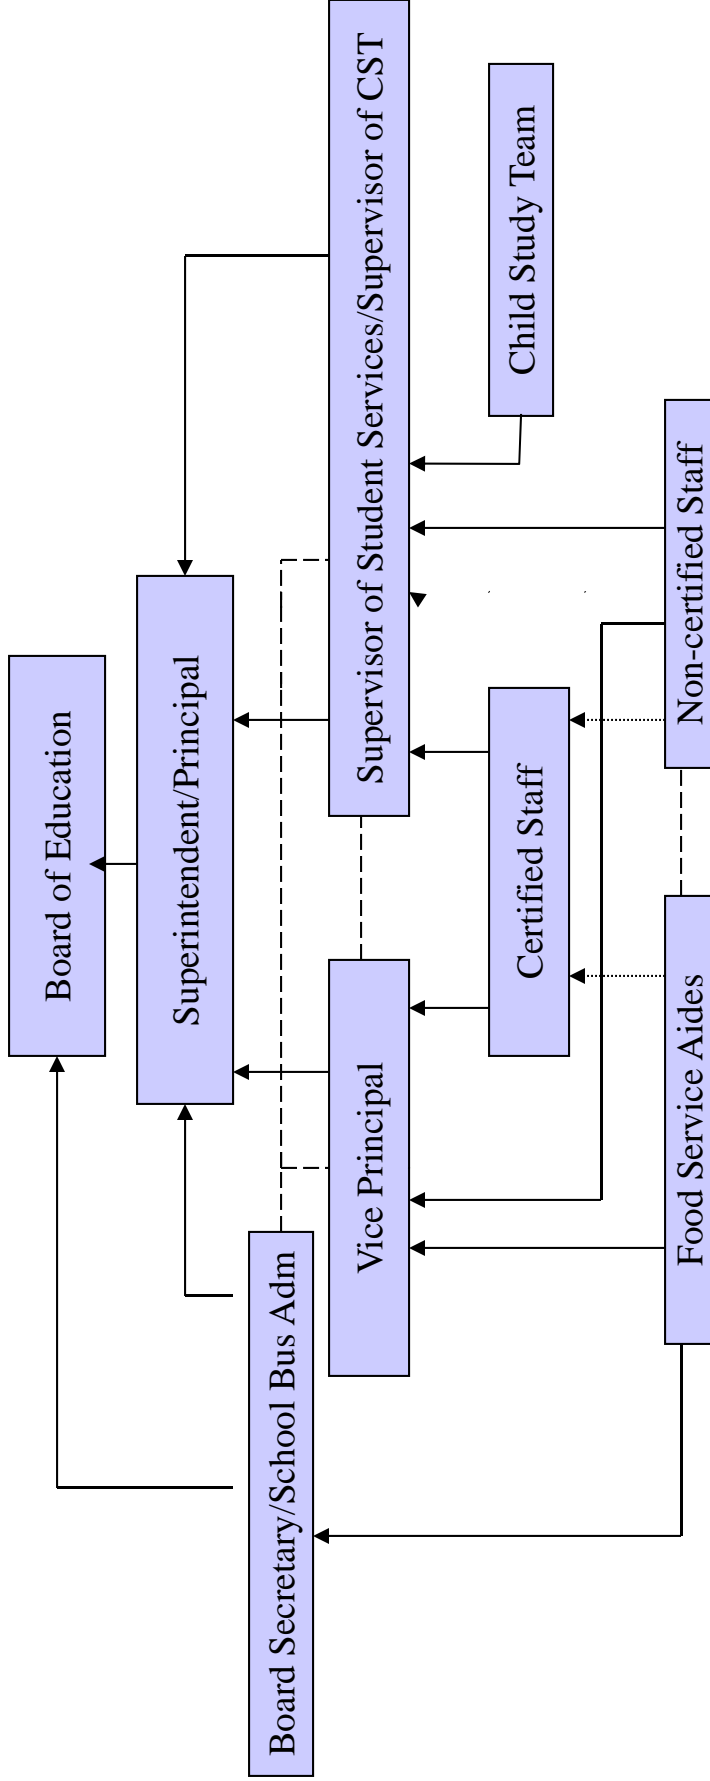 Board of Education
Superintendent/Principal
Board Secretary/School Bus Adm
Vice Principal
Supervisor of Student Services/Supervisor of CST
Certified Staff
Child Study Team
Food Service Aides
Non-certified Staff